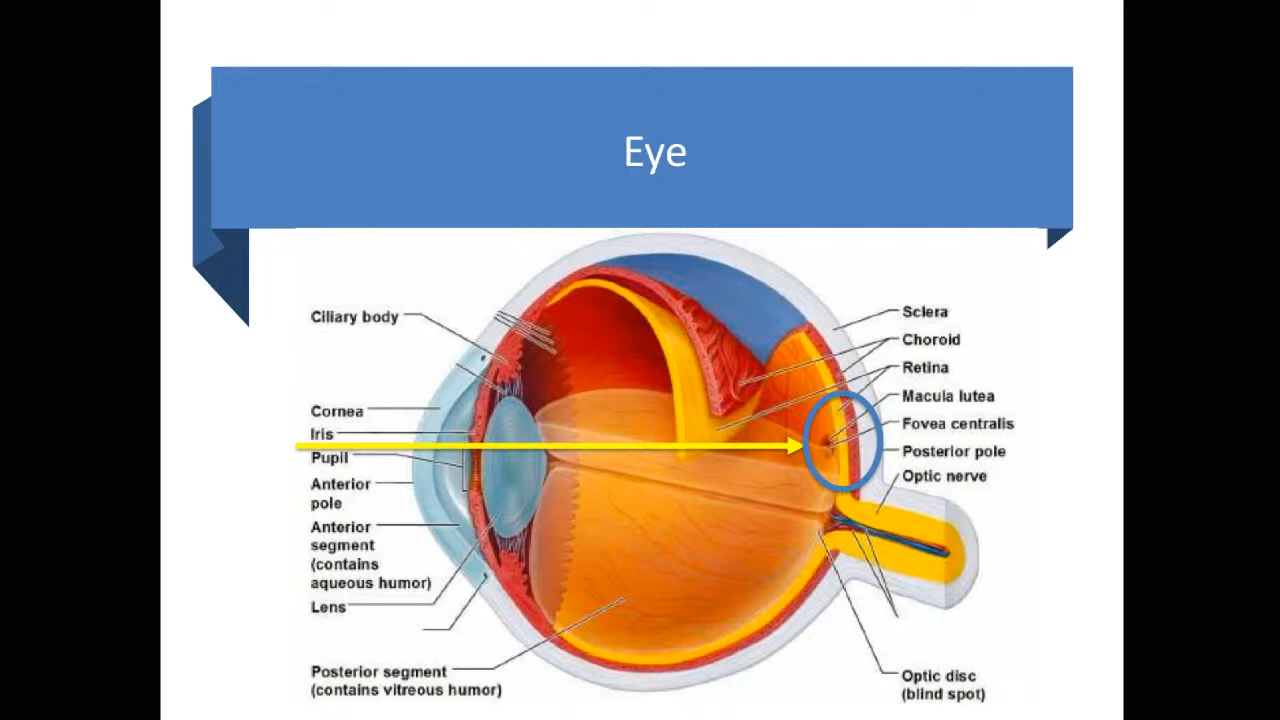 Eye
Ciliary body
Cornea
Iris
Pupil
Anterior
pole
Anterior
segment
(contains
aqueous humor)
Lens
Posterior segment
(contains vitreous humor)
Sclera
Choroid
Retina
Macula lutea
Fovea centralis
Posterior pole
Optic nerve
Optic disc
(blind spot)